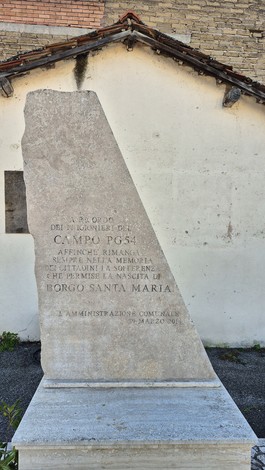 A RICORDO
DEI PRIGIONIERI DEL
CAMPO PG54
AFFINCHÈ RIMANGA
SEMPRE NELLA MEMORIA
DEI CITTADINI LA SOFFERENZA
CHE PERMISE LA NASCITA DI
BORGO SANTA MARIA
L'AMMINISTRAZIONE COMUNALE
MARZO